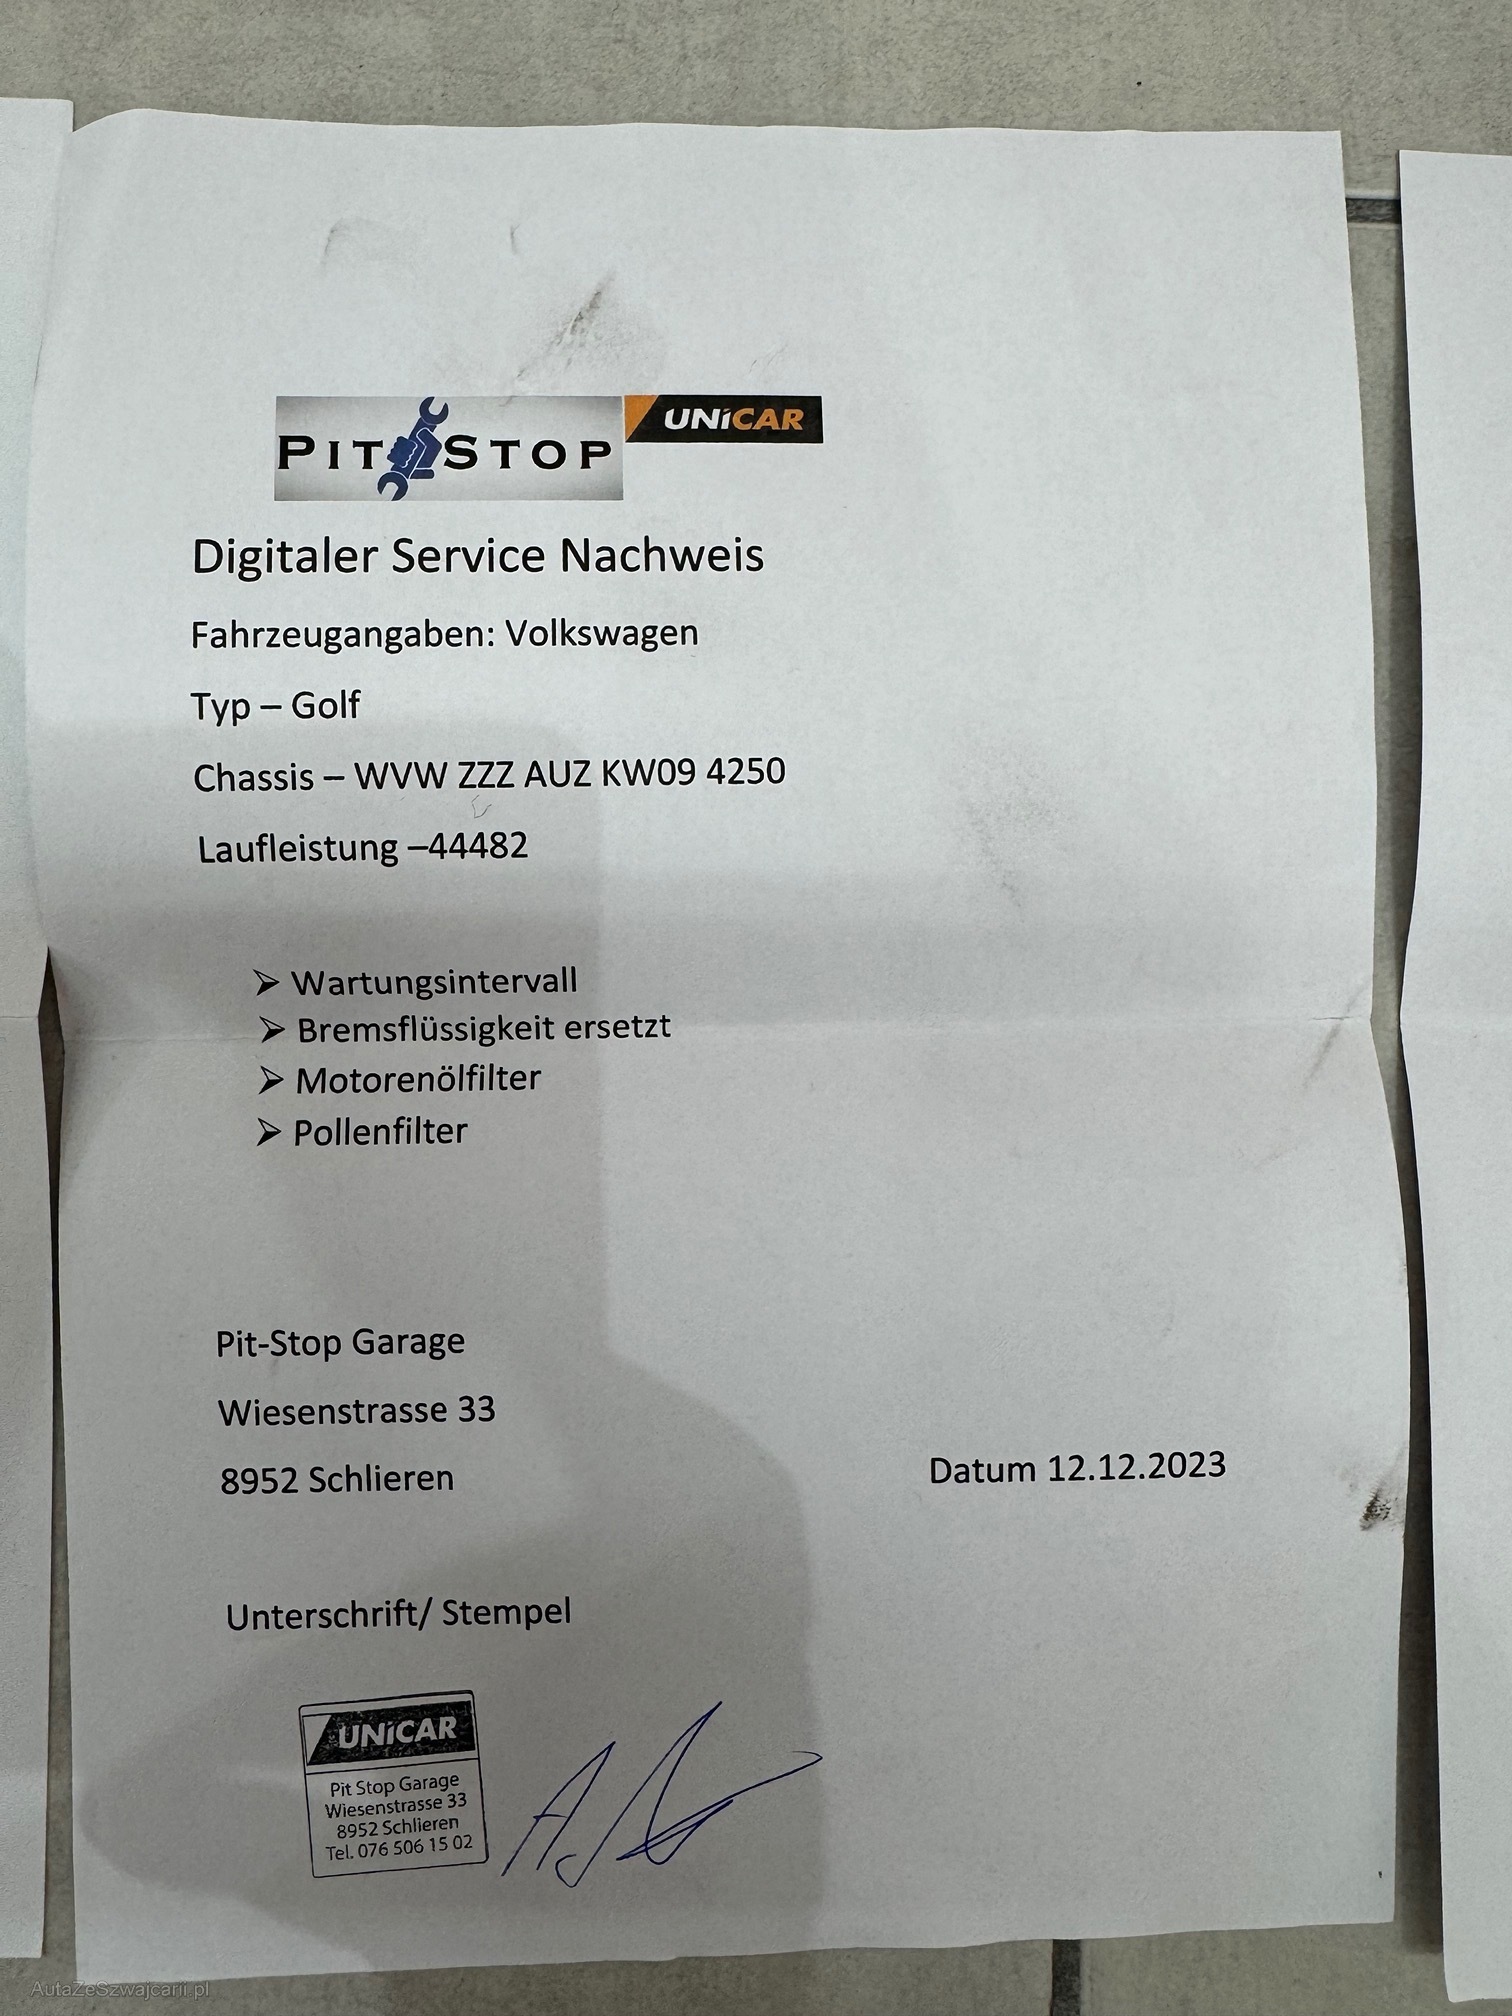 PIT STOP
UNiCAR
Digitaler Service Nachweis
Fahrzeugangaben: Volkswagen
Typ – Golf
Chassis – WVW ZZZ AUZ KW09 4250
Laufleistung –44482
➢ Wartungsintervall
➢ Bremsflüssigkeit ersetzt
➢ Motorenölfilter
➢ Pollenfilter
Pit-Stop Garage
Wiesenstrasse 33
8952 Schlieren
Datum 12.12.2023
Unterschrift/ Stempel
UNiCAR
Pit Stop Garage
Wiesenstrasse 33
8952 Schlieren
Tel. 076 506 15 02
AutaZeSzwajcarii.pl